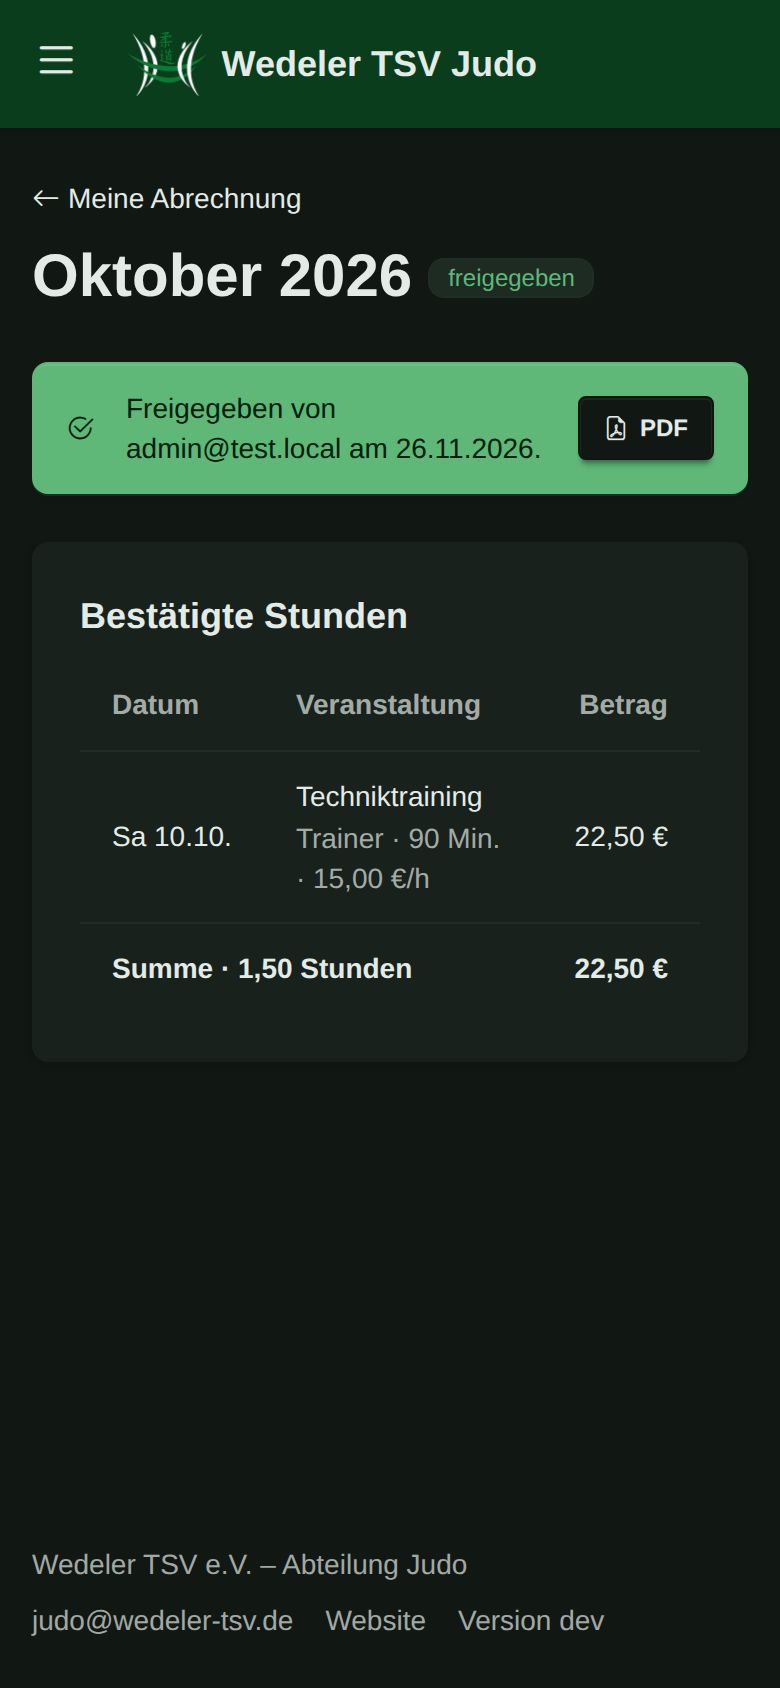 柔道
Wedeler TSV Judo
← Meine Abrechnung
Oktober 2026 freigegeben
Freigegeben von
admin@test.local am 26.11.2026.
PDF
Bestätigte Stunden
Datum Veranstaltung Betrag
Techniktraining
Sa 10.10. Trainer · 90 Min. 22,50 €
· 15,00 €/h
Summe · 1,50 Stunden 22,50 €
Wedeler TSV e.V. – Abteilung Judo
judo@wedeler-tsv.de Website Version dev